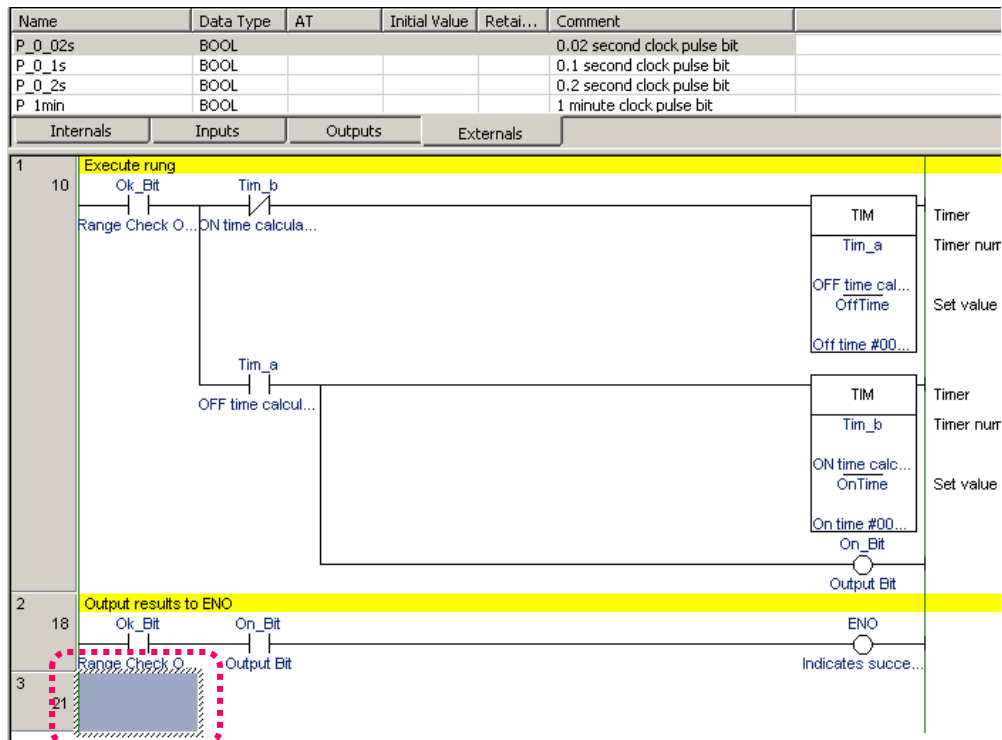 Name Data Type AT Initial Value Retai... Comment
P_0_02s BOOL 0.02 second clock pulse bit
P_0_1s BOOL 0.1 second clock pulse bit
P_0_2s BOOL 0.2 second clock pulse bit
P_1min BOOL 1 minute clock pulse bit
Internals Inputs Outputs Externals
1 Execute rung
10 Ok_Bit Tim_b
Range Check O... ON time calcula...
TIM Timer
Tim_a Timer num
OFF time cal...
OffTime Set value
Off time #00...
Tim_a
OFF time calcul...
TIM Timer
Tim_b Timer num
ON time calc...
OnTime Set value
On time #00...
On_Bit
Output Bit
2 Output results to ENO
18 Ok_Bit On_Bit ENO
Range Check O... Output Bit Indicates succe...
3
21